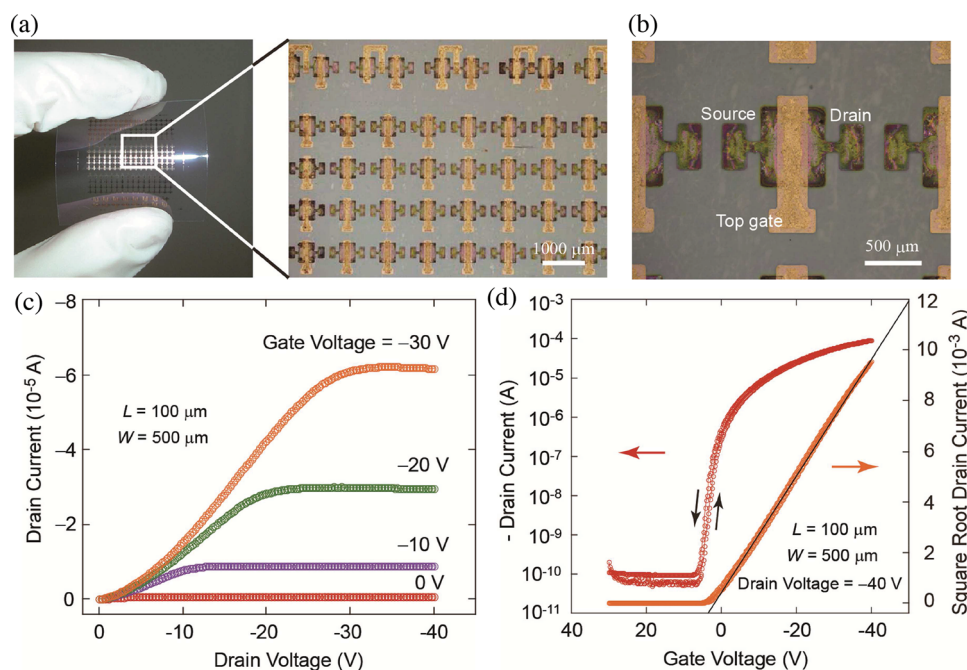 (a)
1000 μm
(b)
Source
Drain
Top gate
500 μm
(c)
Drain Current (10⁻⁵ A)
–8
–6
–4
–2
0
Gate Voltage = –30 V
L = 100 μm
W = 500 μm
–20 V
–10 V
0 V
0
-10
-20
-30
-40
Drain Voltage (V)
(d)
- Drain Current (A)
10⁻³
10⁻⁴
10⁻⁵
10⁻⁶
10⁻⁷
10⁻⁸
10⁻⁹
10⁻¹⁰
10⁻¹¹
L = 100 μm
W = 500 μm
Drain Voltage = –40 V
40
20
0
-20
-40
Gate Voltage (V)
12
10
8
6
4
2
0
Square Root Drain Current (10⁻³ A)